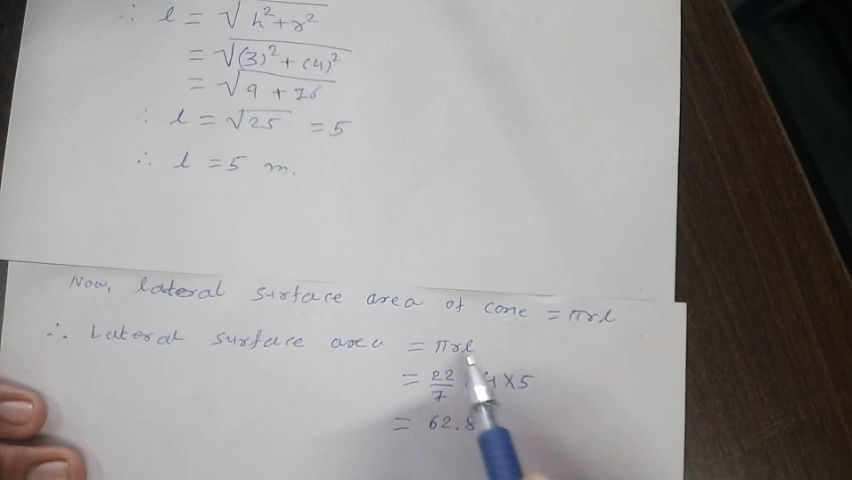 ∴ l = √h²+r²
= √(3)²+(4)²
= √9+16
∴ l = √25 = 5
∴ l = 5 m.
Now, lateral surface area of cone = πrl
∴ Lateral surface area = πrl
= 22/7 × 4×5
= 62.8